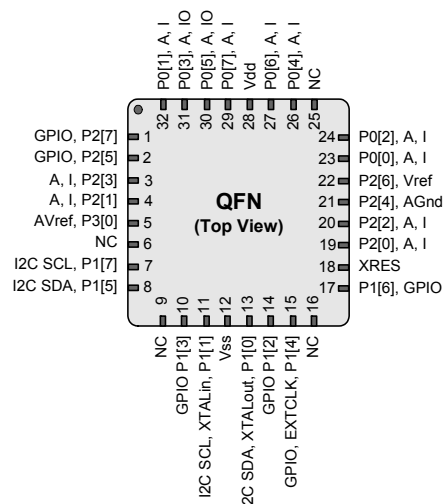 P0[1], A, I
P0[3], A, IO
P0[5], A, IO
P0[7], A, I
Vdd
P0[6], A, I
P0[4], A, I
NC
32
31
30
29
28
27
26
25
GPIO, P2[7] 1
GPIO, P2[5] 2
A, I, P2[3] 3
A, I, P2[1] 4
AVref, P3[0] 5
NC 6
I2C SCL, P1[7] 7
I2C SDA, P1[5] 8
QFN
(Top View)
24 P0[2], A, I
23 P0[0], A, I
22 P2[6], Vref
21 P2[4], AGnd
20 P2[2], A, I
19 P2[0], A, I
18 XRES
17 P1[6], GPIO
9
10
11
12
13
14
15
16
NC
GPIO P1[3]
I2C SCL, XTALin, P1[1]
Vss
2C SDA, XTALout, P1[0]
GPIO P1[2]
GPIO, EXTCLK, P1[4]
NC